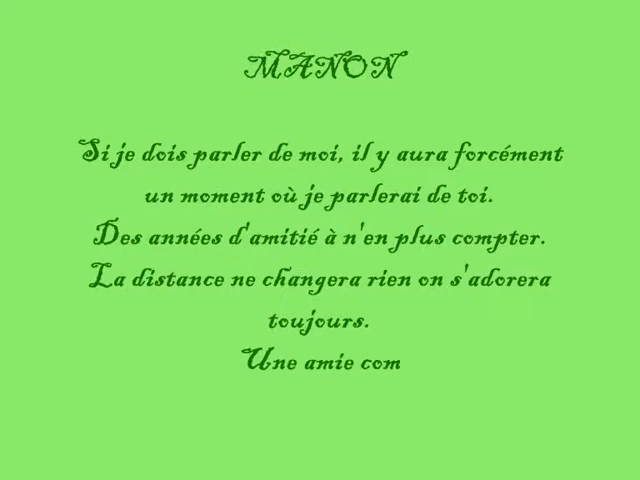 MANON
Si je dois parler de moi, il y aura forcément
un moment où je parlerai de toi.
Des années d'amitié à n'en plus compter.
La distance ne changera rien on s'adorera
toujours.
Une amie com